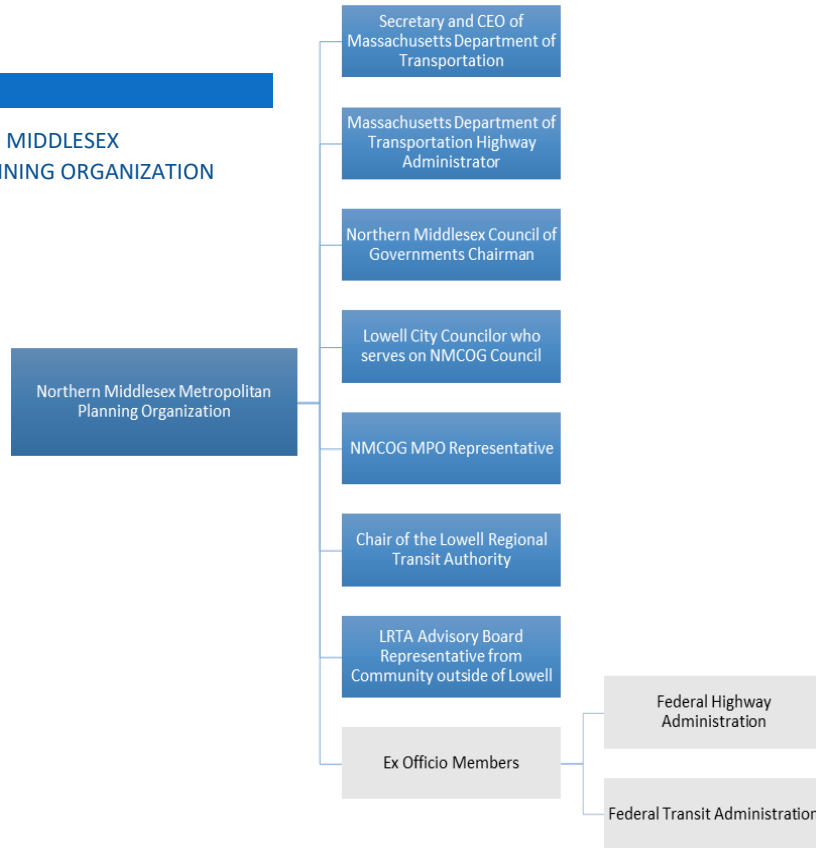 MIDDLESEX
NNING ORGANIZATION
Secretary and CEO of
Massachusetts Department of
Transportation
Massachusetts Department of
Transportation Highway
Administrator
Northern Middlesex Council of
Governments Chairman
Lowell City Councilor who
serves on NMCOG Council
Northern Middlesex Metropolitan
Planning Organization
NMCOG MPO Representative
Chair of the Lowell Regional
Transit Authority
LRTA Advisory Board
Representative from
Community outside of Lowell
Ex Officio Members
Federal Highway
Administration
Federal Transit Administration